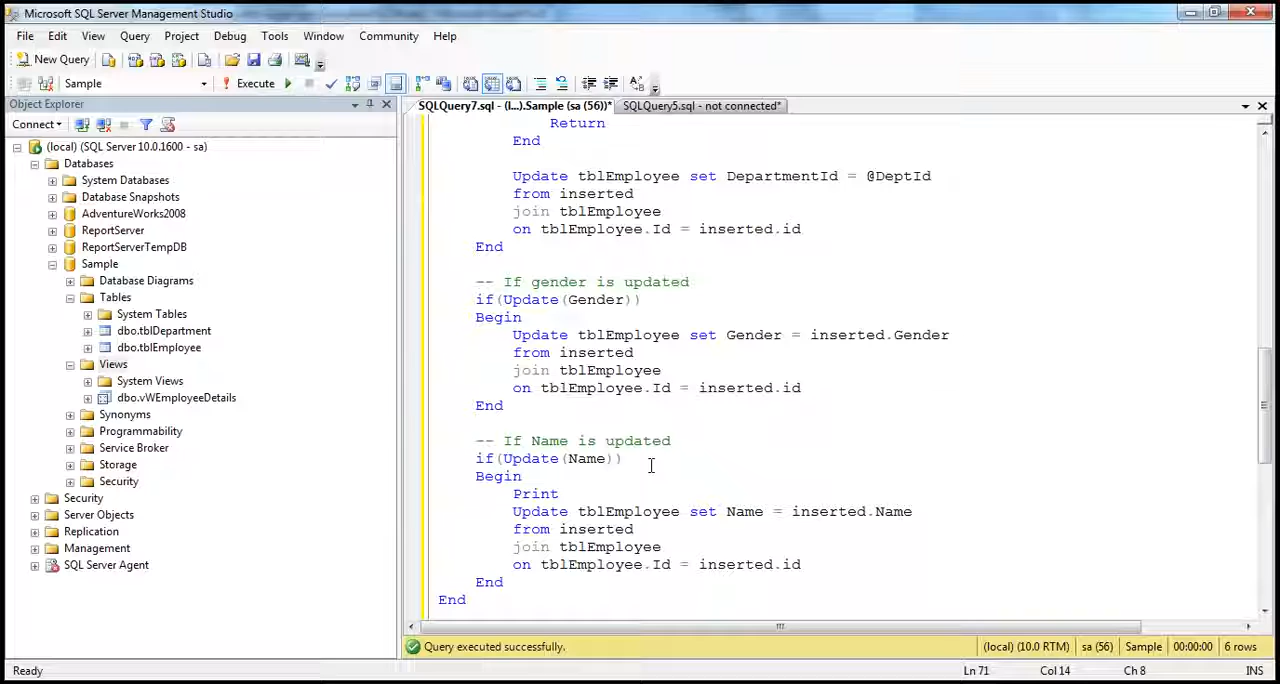 Microsoft SQL Server Management Studio
File Edit View Query Project Debug Tools Window Community Help
New Query
Sample Execute
Object Explorer
SQLQuery7.sql - (l...).Sample (sa (56))* SQLQuery5.sql - not connected*
Connect
(local) (SQL Server 10.0.1600 - sa)
Databases
System Databases
Database Snapshots
AdventureWorks2008
ReportServer
ReportServerTempDB
Sample
Database Diagrams
Tables
System Tables
dbo.tblDepartment
dbo.tblEmployee
Views
System Views
dbo.vWEmployeeDetails
Synonyms
Programmability
Service Broker
Storage
Security
Security
Server Objects
Replication
Management
SQL Server Agent
Return
End
Update tblEmployee set DepartmentId = @DeptId
from inserted
join tblEmployee
on tblEmployee.Id = inserted.id
End
-- If gender is updated
if(Update(Gender))
Begin
Update tblEmployee set Gender = inserted.Gender
from inserted
join tblEmployee
on tblEmployee.Id = inserted.id
End
-- If Name is updated
if(Update(Name))
Begin
Print
Update tblEmployee set Name = inserted.Name
from inserted
join tblEmployee
on tblEmployee.Id = inserted.id
End
End
Query executed successfully. (local) (10.0 RTM) sa (56) Sample 00:00:00 6 rows
Ready Ln 71 Col 14 Ch 8 INS